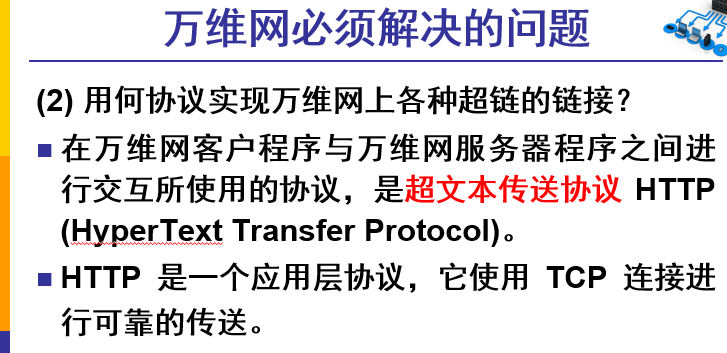 万维网必须解决的问题
(2) 用何协议实现万维网上各种超链的链接？
在万维网客户程序与万维网服务器程序之间进
行交互所使用的协议，是超文本传送协议 HTTP
(HyperText Transfer Protocol)。
HTTP 是一个应用层协议，它使用 TCP 连接进
行可靠的传送。